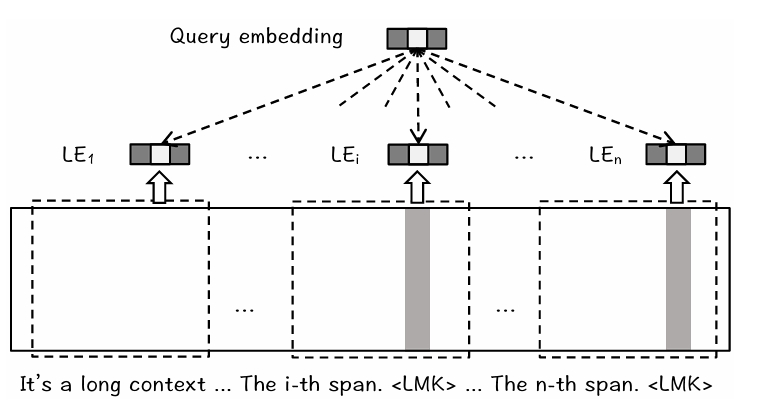 Query embedding
LE1 ... LEi ... LEn
... ...
It's a long context ... The i-th span. <LMK> ... The n-th span. <LMK>